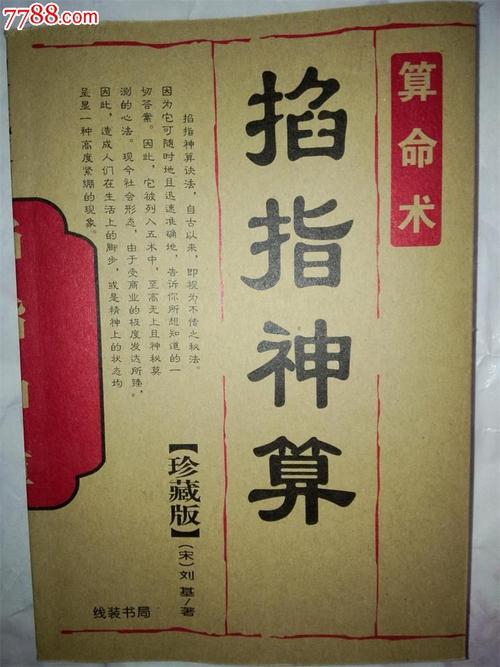 7788.com
算命术
掐指神算
【珍藏版】
(宋)刘基/著
掐指神算诀法，自古以来，即视为不传之秘法。
因为它可随时地且迅速准确地，告诉你所想知道的一
切答案。因此，它被列入五术中，至高无上且神秘莫
测的心法。现今社会形态，由于受商业的极度发达所臻，
因此，造成人们在生活上的脚步，或是精神上的状态均
呈显一种高度紧绷的现象。
线装书局